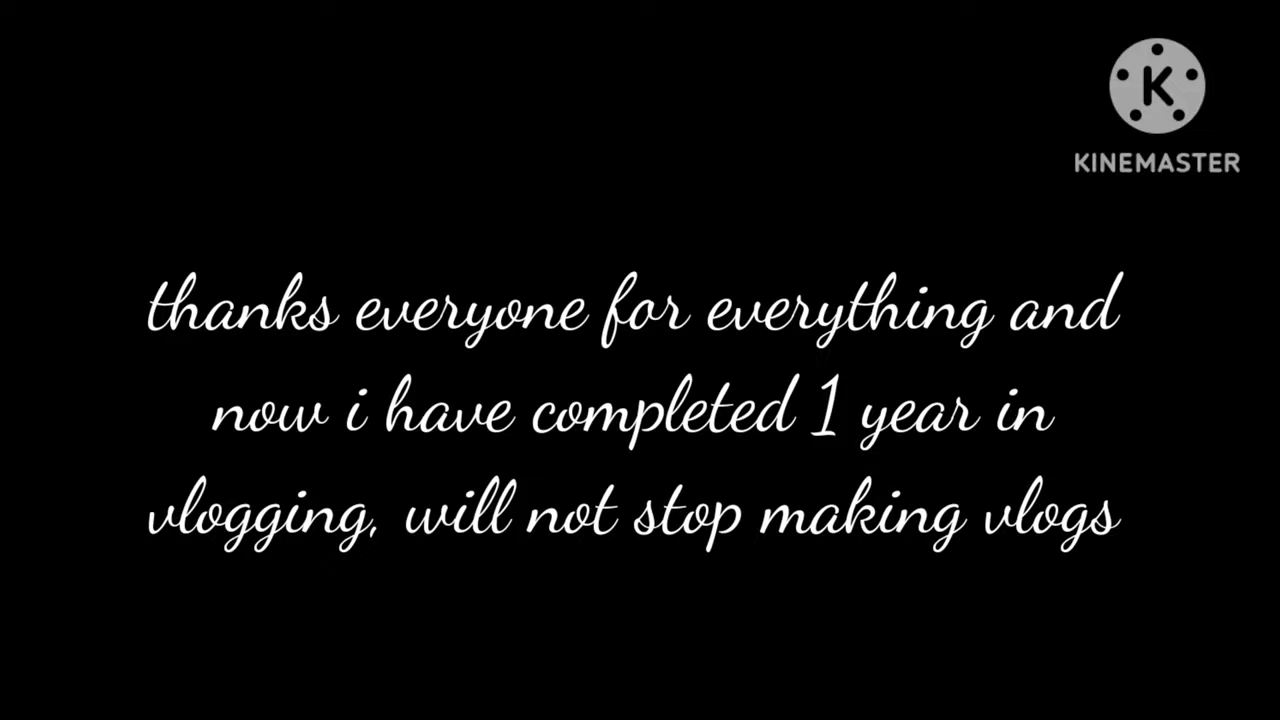 K
KINEMASTER
thanks everyone for everything and
now i have completed 1 year in
vlogging, will not stop making vlogs